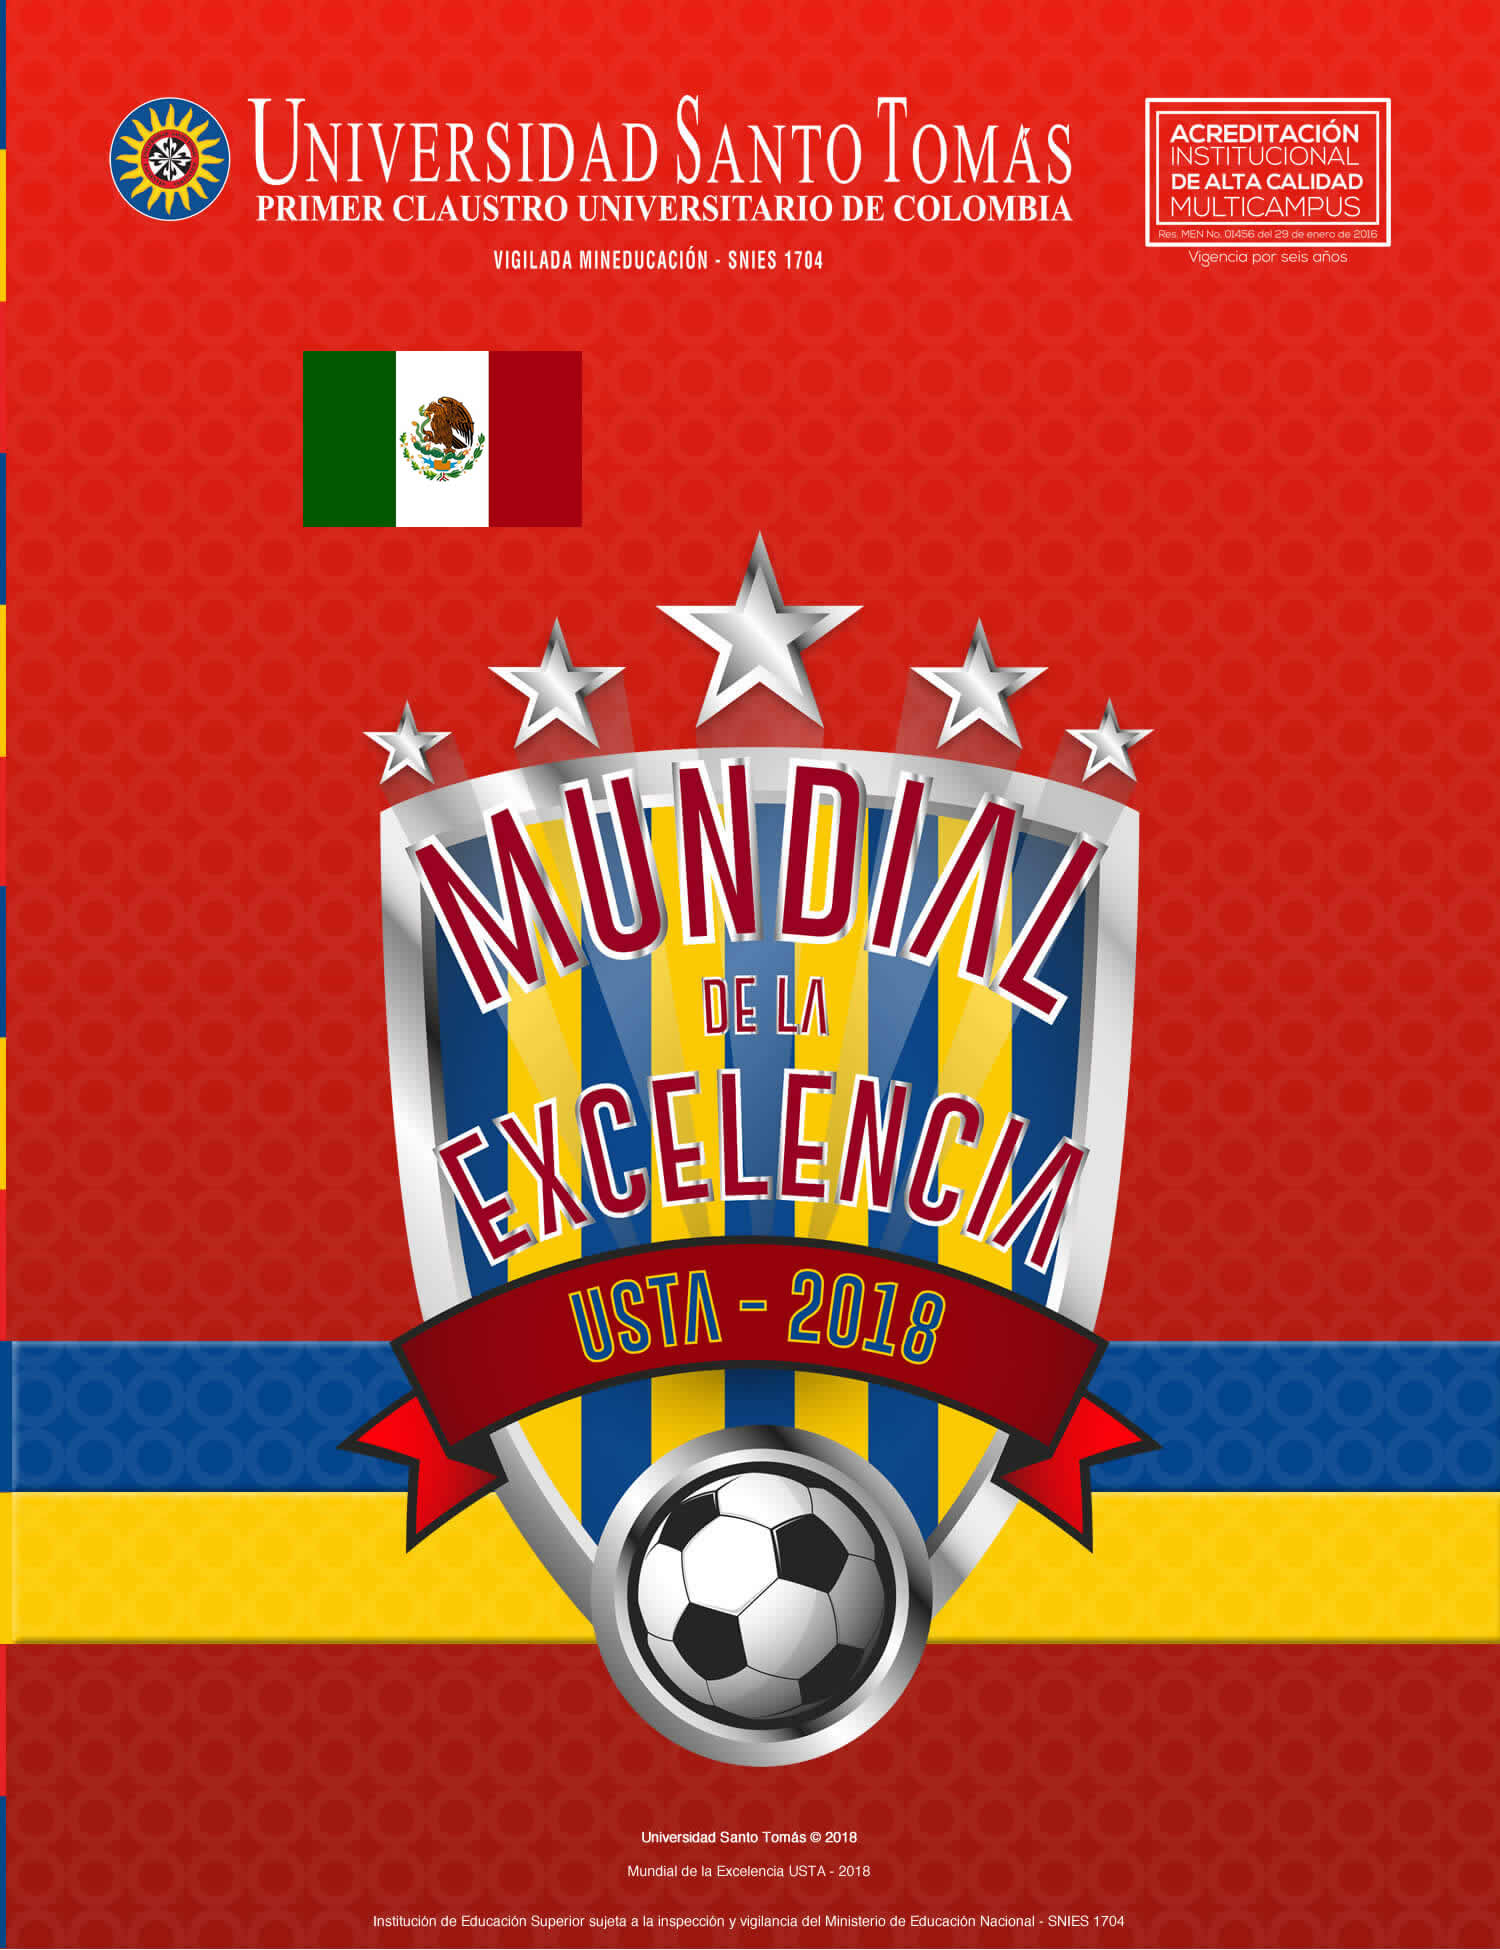 UNIVERSIDAD SANTO TOMÁS
PRIMER CLAUSTRO UNIVERSITARIO DE COLOMBIA
VIGILADA MINEDUCACIÓN - SNIES 1704
ACREDITACIÓN
INSTITUCIONAL
DE ALTA CALIDAD
MULTICAMPUS
Res. MEN No. 01456 del 29 de enero de 2016
Vigencia por seis años
MUNDIAL
DE LA
EXCELENCIA
USTA - 2018
Universidad Santo Tomás © 2018
Mundial de la Excelencia USTA - 2018
Institución de Educación Superior sujeta a la inspección y vigilancia del Ministerio de Educación Nacional - SNIES 1704